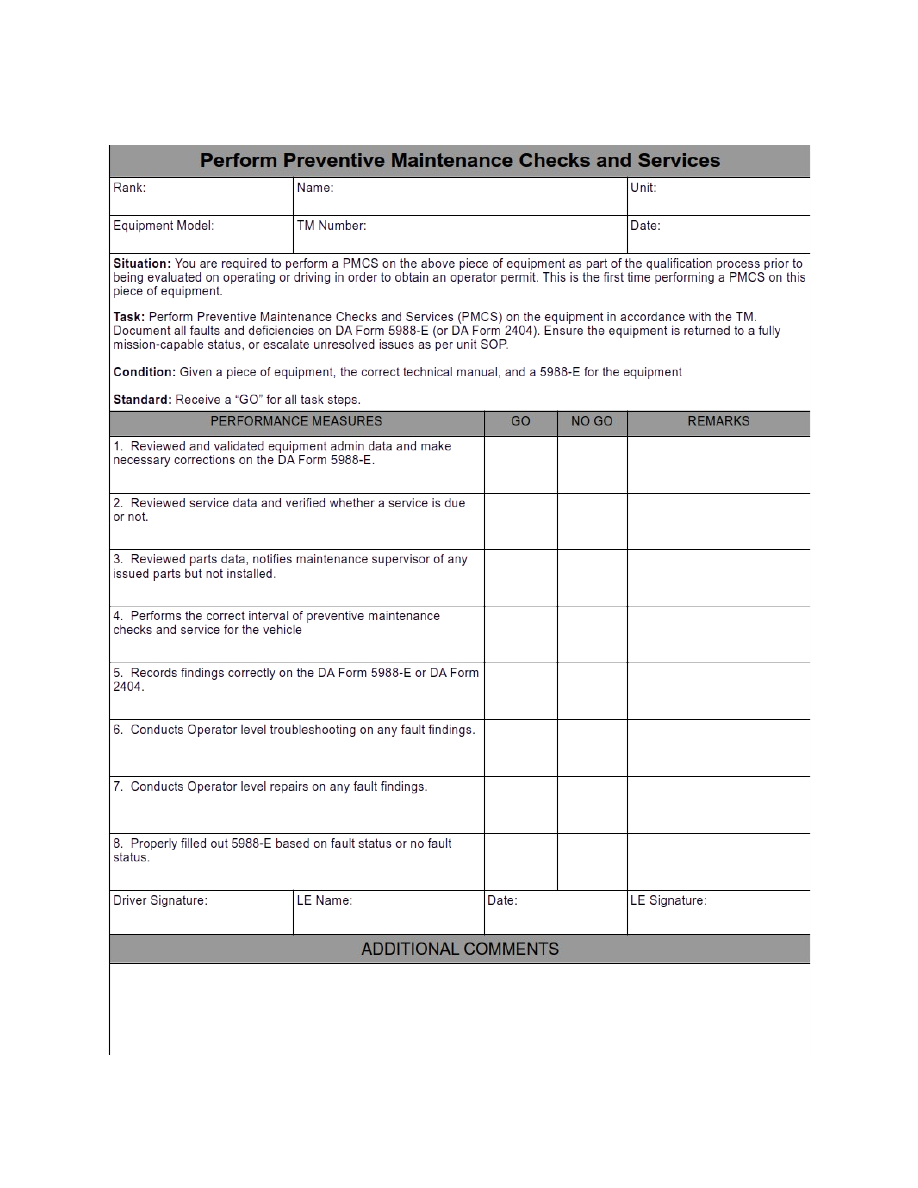 Perform Preventive Maintenance Checks and Services
Rank:
Name:
Unit:
Equipment Model:
TM Number:
Date:
Situation: You are required to perform a PMCS on the above piece of equipment as part of the qualification process prior to
being evaluated on operating or driving in order to obtain an operator permit. This is the first time performing a PMCS on this
piece of equipment.
Task: Perform Preventive Maintenance Checks and Services (PMCS) on the equipment in accordance with the TM.
Document all faults and deficiencies on DA Form 5988-E (or DA Form 2404). Ensure the equipment is returned to a fully
mission-capable status, or escalate unresolved issues as per unit SOP.
Condition: Given a piece of equipment, the correct technical manual, and a 5988-E for the equipment
Standard: Receive a “GO” for all task steps.
PERFORMANCE MEASURES
GO
NO GO
REMARKS
1. Reviewed and validated equipment admin data and make
necessary corrections on the DA Form 5988-E.
2. Reviewed service data and verified whether a service is due
or not.
3. Reviewed parts data, notifies maintenance supervisor of any
issued parts but not installed.
4. Performs the correct interval of preventive maintenance
checks and service for the vehicle
5. Records findings correctly on the DA Form 5988-E or DA Form
2404.
6. Conducts Operator level troubleshooting on any fault findings.
7. Conducts Operator level repairs on any fault findings.
8. Properly filled out 5988-E based on fault status or no fault
status.
Driver Signature:
LE Name:
Date:
LE Signature:
ADDITIONAL COMMENTS